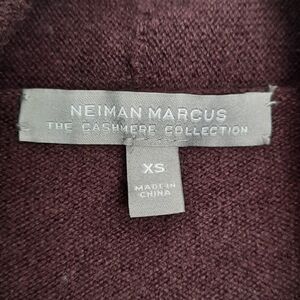 NEIMAN MARCUS
THE CASHMERE COLLECTION
XS
MADE IN
CHINA